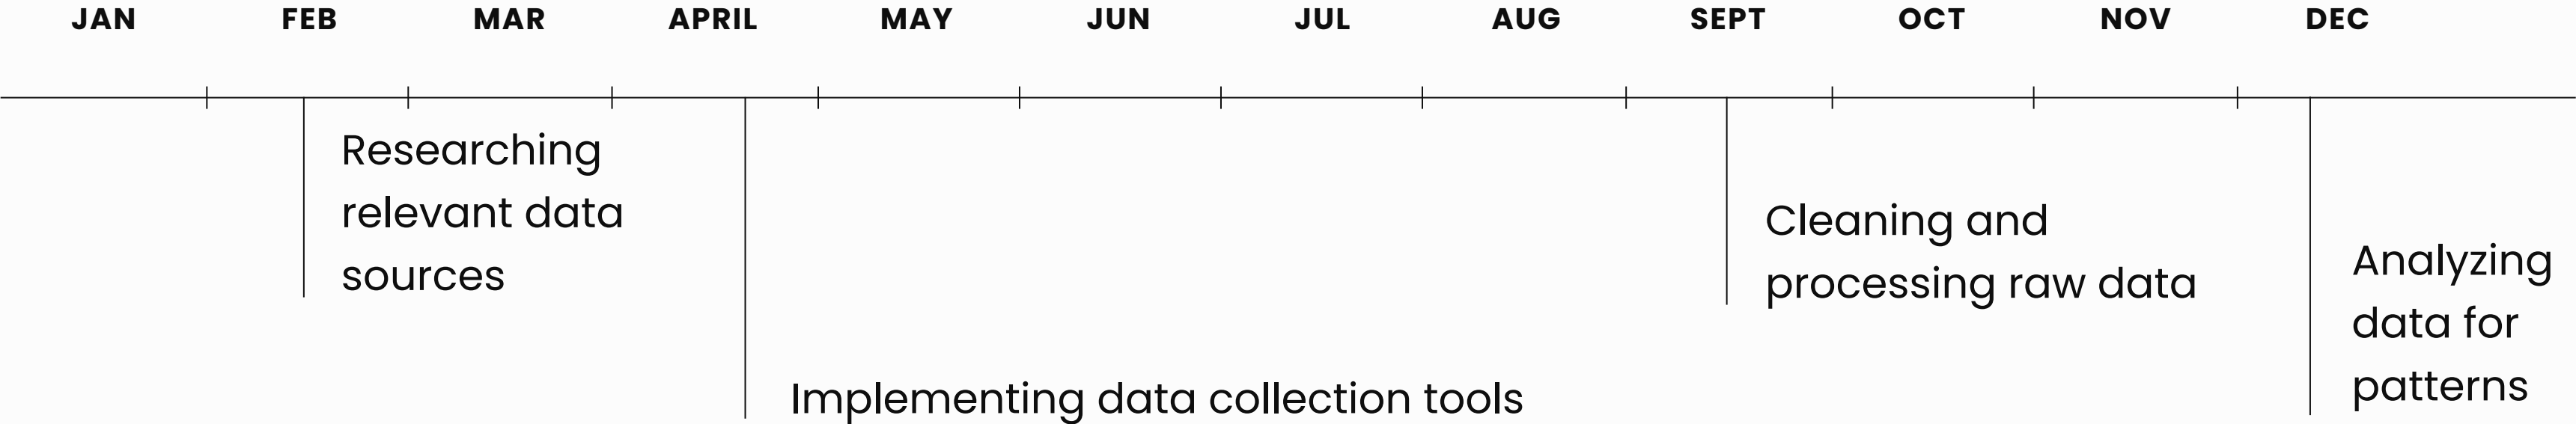 JAN FEB MAR APRIL MAY JUN JUL AUG SEPT OCT NOV DEC
Researching
relevant data
sources
Implementing data collection tools
Cleaning and
processing raw data
Analyzing
data for
patterns